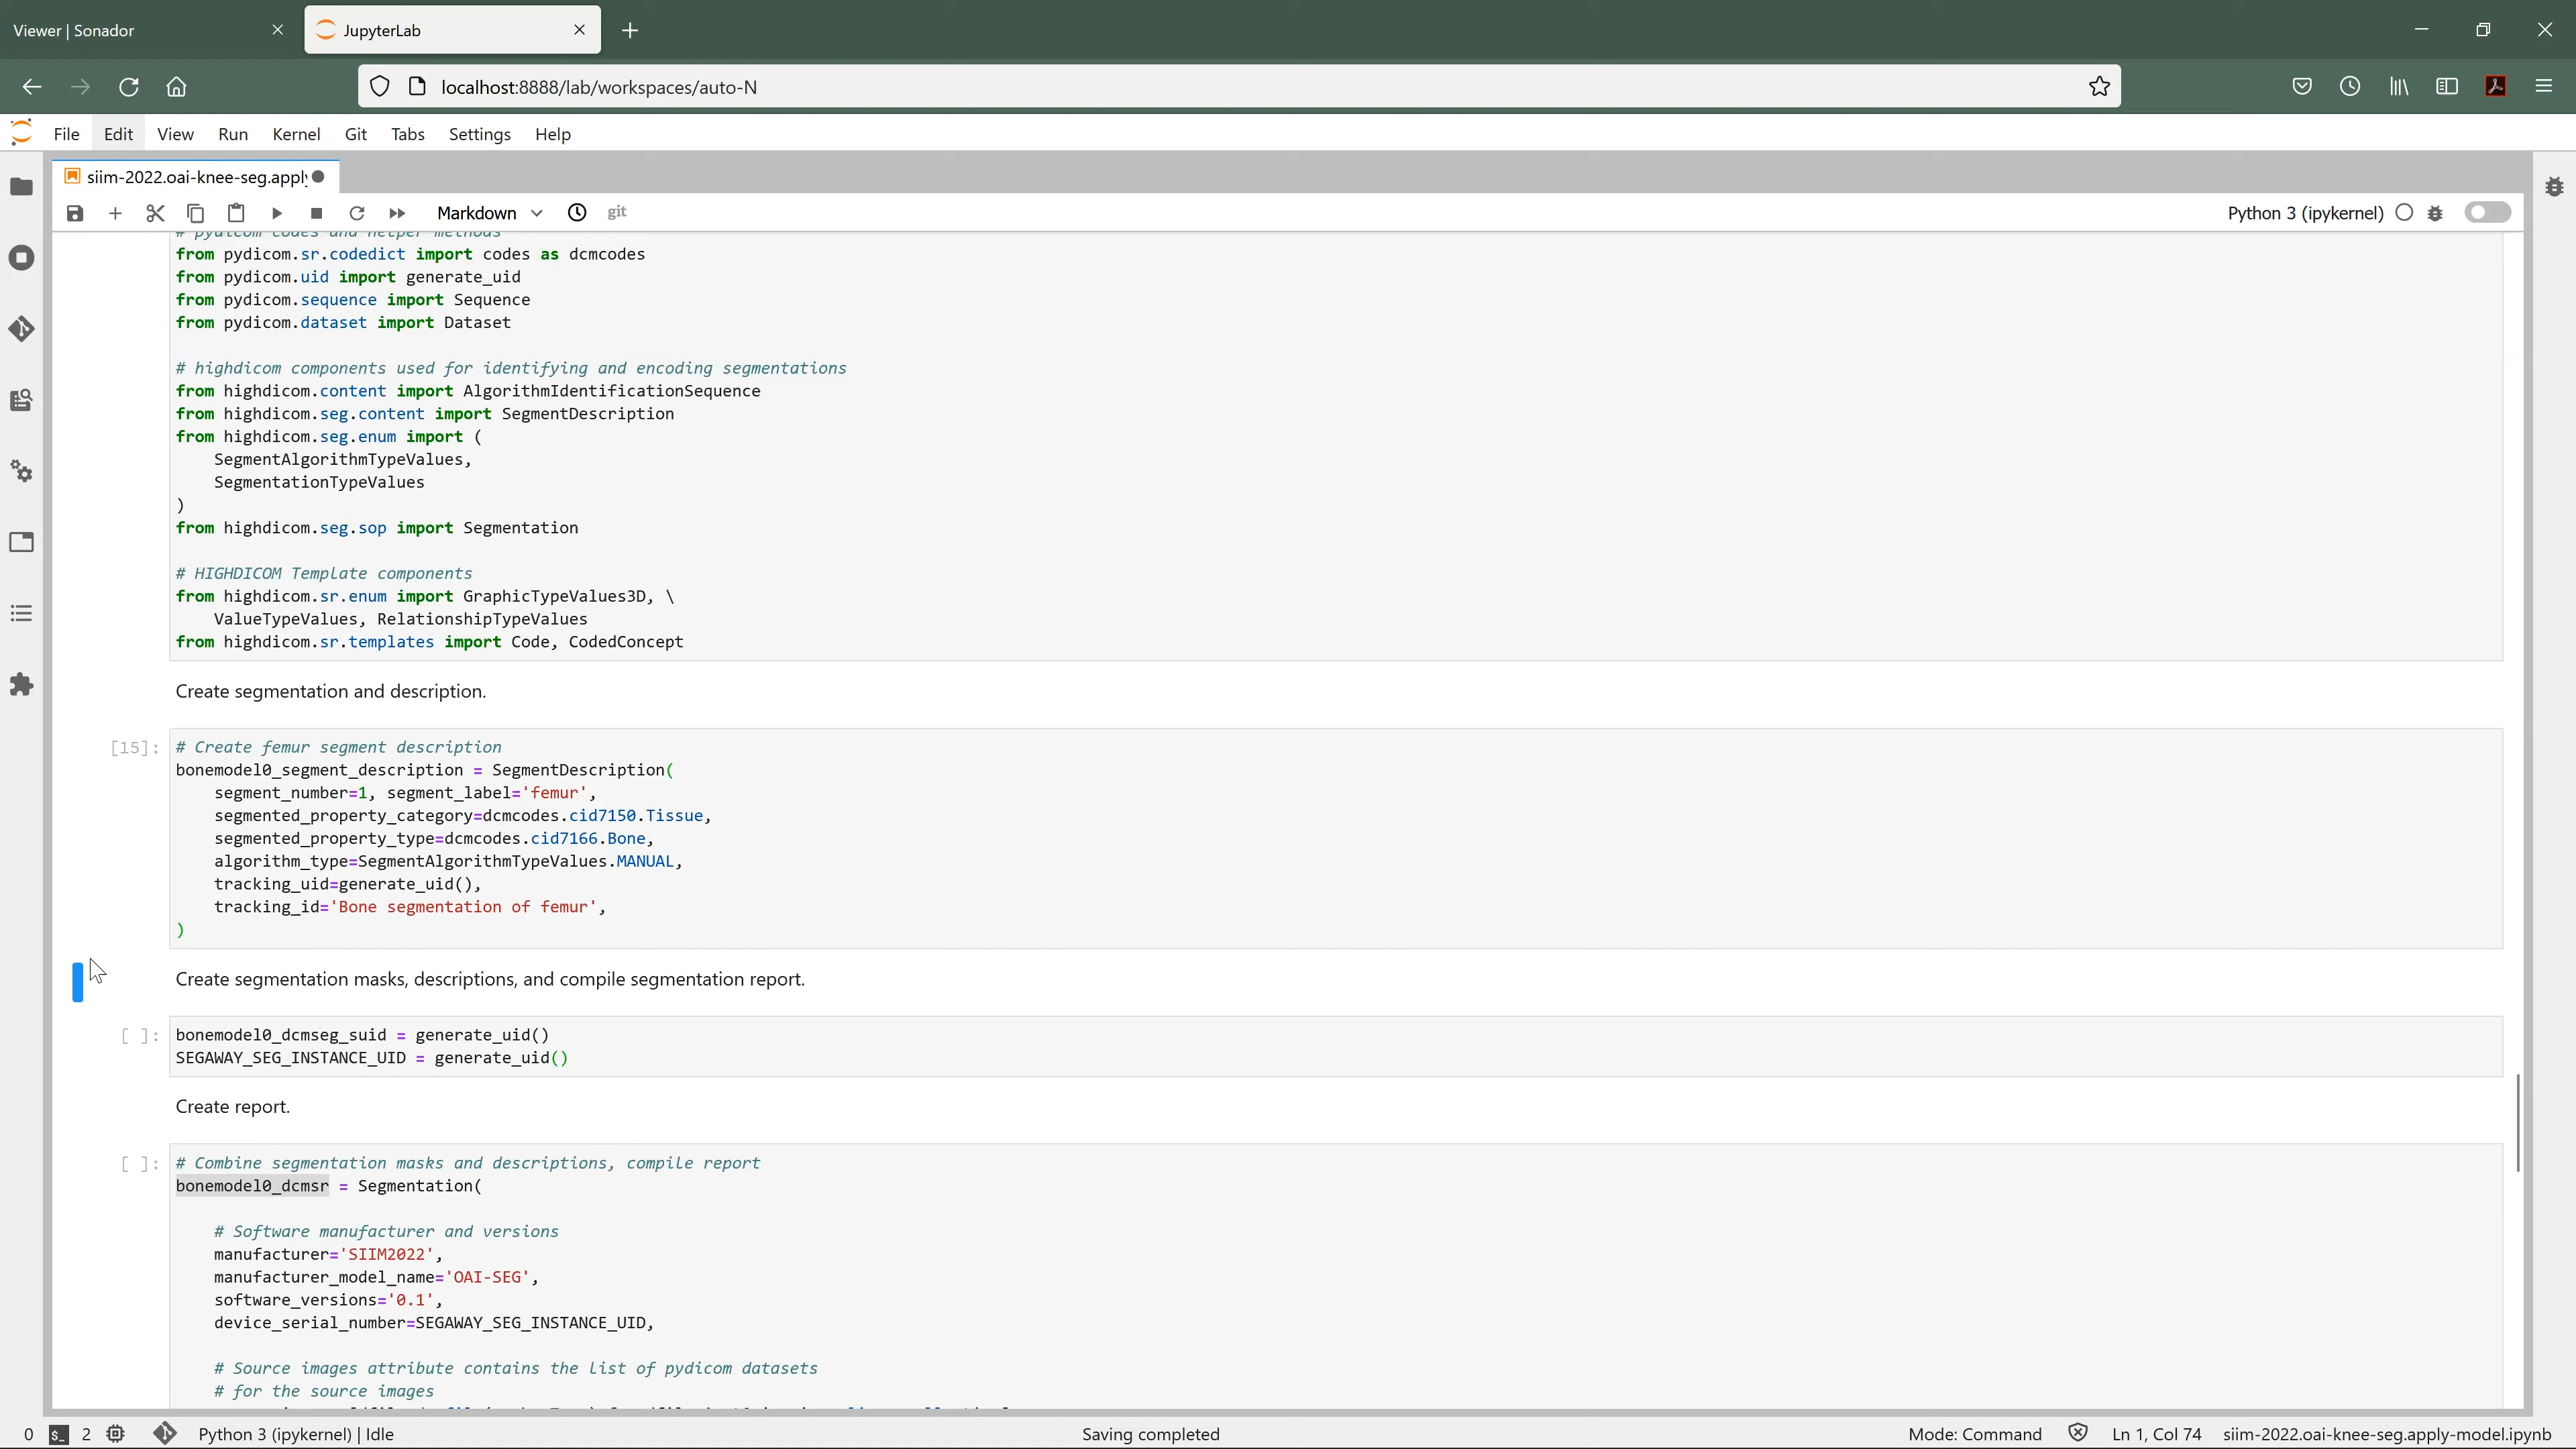 Viewer | Sonador
JupyterLab
localhost:8888/lab/workspaces/auto-N
File Edit View Run Kernel Git Tabs Settings Help
siim-2022.oai-knee-seg.appl
Markdown git Python 3 (ipykernel)
# pydicom codes and helper methods
from pydicom.sr.codedict import codes as dcmcodes
from pydicom.uid import generate_uid
from pydicom.sequence import Sequence
from pydicom.dataset import Dataset
# highdicom components used for identifying and encoding segmentations
from highdicom.content import AlgorithmIdentificationSequence
from highdicom.seg.content import SegmentDescription
from highdicom.seg.enum import (
SegmentAlgorithmTypeValues,
SegmentationTypeValues
)
from highdicom.seg.sop import Segmentation
# HIGHDICOM Template components
from highdicom.sr.enum import GraphicTypeValues3D, \
ValueTypeValues, RelationshipTypeValues
from highdicom.sr.templates import Code, CodedConcept
Create segmentation and description.
[15]: # Create femur segment description
bonemodel0_segment_description = SegmentDescription(
segment_number=1, segment_label='femur',
segmented_property_category=dcmcodes.cid7150.Tissue,
segmented_property_type=dcmcodes.cid7166.Bone,
algorithm_type=SegmentAlgorithmTypeValues.MANUAL,
tracking_uid=generate_uid(),
tracking_id='Bone segmentation of femur',
)
Create segmentation masks, descriptions, and compile segmentation report.
[ ]: bonemodel0_dcmseg_suid = generate_uid()
SEGAWAY_SEG_INSTANCE_UID = generate_uid()
Create report.
[ ]: # Combine segmentation masks and descriptions, compile report
bonemodel0_dcmsr = Segmentation(
# Software manufacturer and versions
manufacturer='SIIM2022',
manufacturer_model_name='OAI-SEG',
software_versions='0.1',
device_serial_number=SEGAWAY_SEG_INSTANCE_UID,
# Source images attribute contains the list of pydicom datasets
# for the source images
0 $_ 2 Python 3 (ipykernel) | Idle Saving completed Mode: Command Ln 1, Col 74 siim-2022.oai-knee-seg.apply-model.ipynb